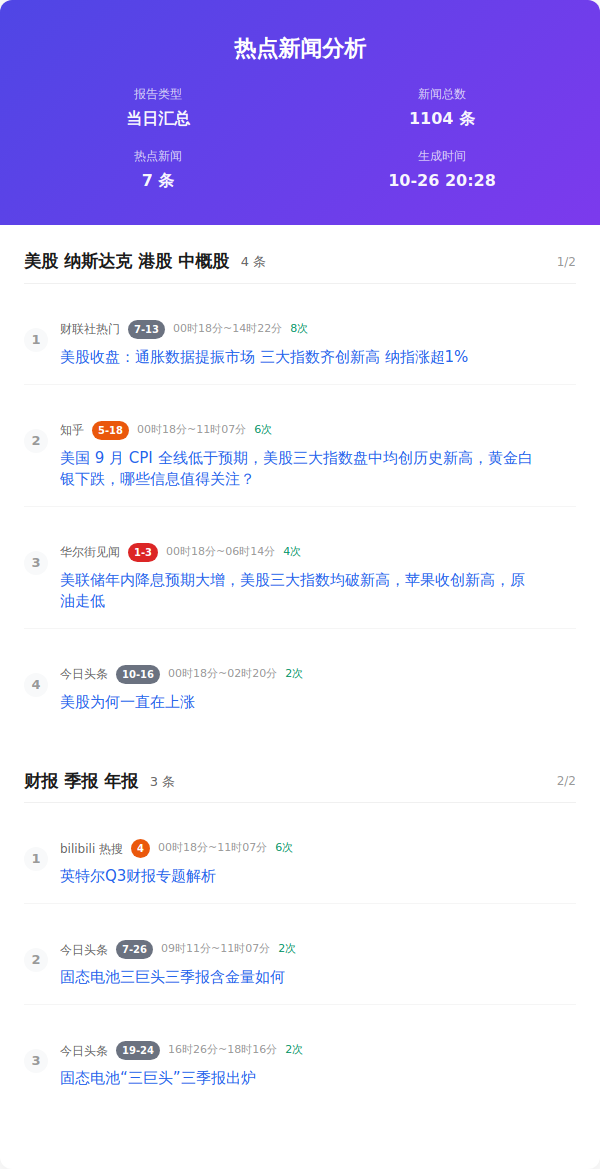 热点新闻分析
报告类型
当日汇总
新闻总数
1104 条
热点新闻
7 条
生成时间
10-26 20:28
美股 纳斯达克 港股 中概股 4 条 1/2
1
财联社热门 7-13 00时18分~14时22分 8次
美股收盘：通胀数据提振市场 三大指数齐创新高 纳指涨超1%
2
知乎 5-18 00时18分~11时07分 6次
美国 9 月 CPI 全线低于预期，美股三大指数盘中均创历史新高，黄金白
银下跌，哪些信息值得关注？
3
华尔街见闻 1-3 00时18分~06时14分 4次
美联储年内降息预期大增，美股三大指数均破新高，苹果收创新高，原
油走低
4
今日头条 10-16 00时18分~02时20分 2次
美股为何一直在上涨
财报 季报 年报 3 条 2/2
1
bilibili 热搜 4 00时18分~11时07分 6次
英特尔Q3财报专题解析
2
今日头条 7-26 09时11分~11时07分 2次
固态电池三巨头三季报含金量如何
3
今日头条 19-24 16时26分~18时16分 2次
固态电池“三巨头”三季报出炉